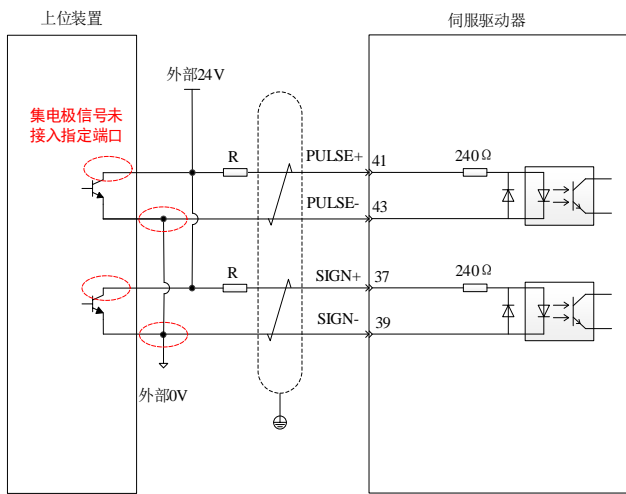 上位装置
伺服驱动器
外部24V
集电极信号未
接入指定端口
R
PULSE+
41
240Ω
PULSE-
43
R
SIGN+
37
240Ω
SIGN-
39
外部0V